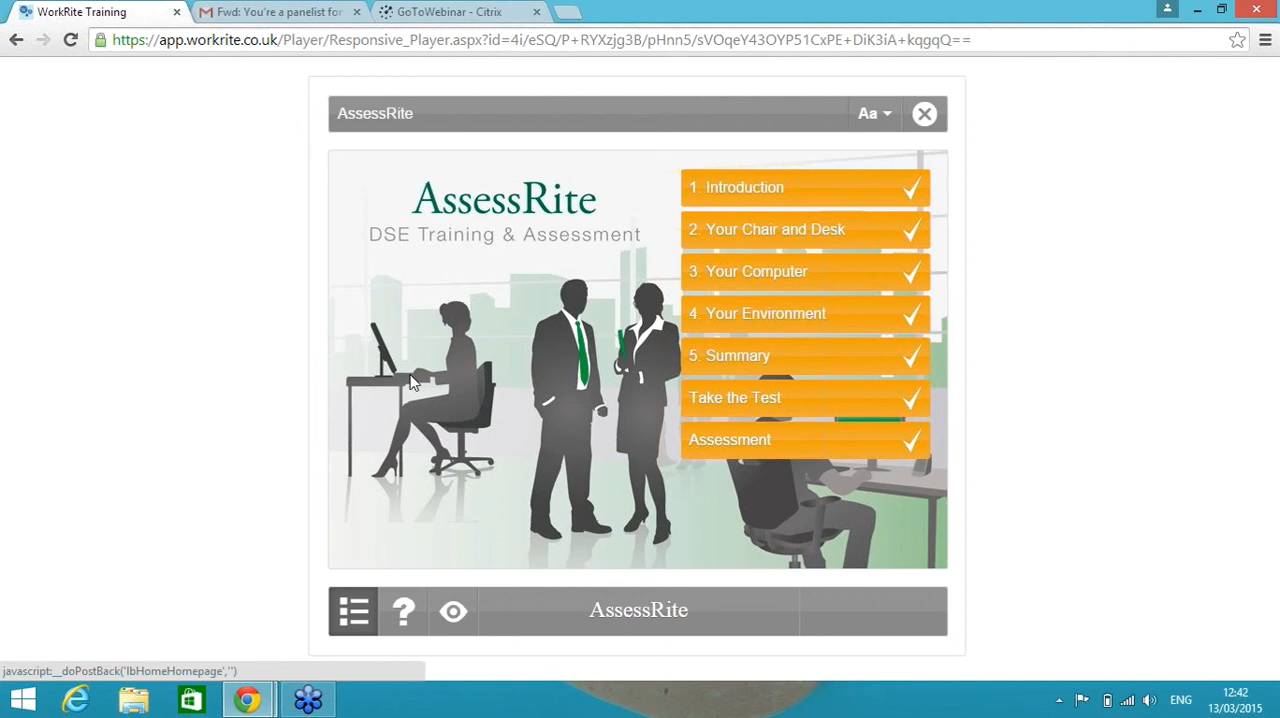 WorkRite Training
Fwd: You're a panelist for
GoToWebinar - Citrix
https://app.workrite.co.uk/Player/Responsive_Player.aspx?id=4i/eSQ/P+RYXzjg3B/pHnn5/sVOqeY43OYP51CxPE+DiK3iA+kqgqQ==
AssessRite
Aa
AssessRite
DSE Training & Assessment
1. Introduction
2. Your Chair and Desk
3. Your Computer
4. Your Environment
5. Summary
Take the Test
Assessment
?
AssessRite
javascript:__doPostBack('lbHomeHomepage','')
ENG
12:42
13/03/2015